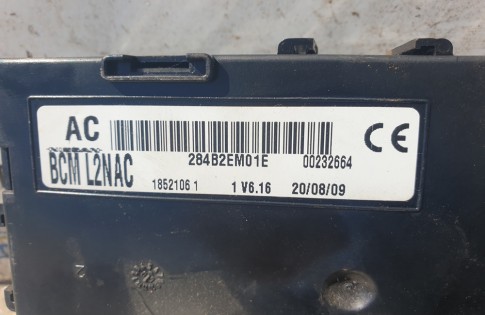 AC
284B2EM01E 00232664
BCM L2NAC
1852106 1 1 V6.16 20/08/09
CE